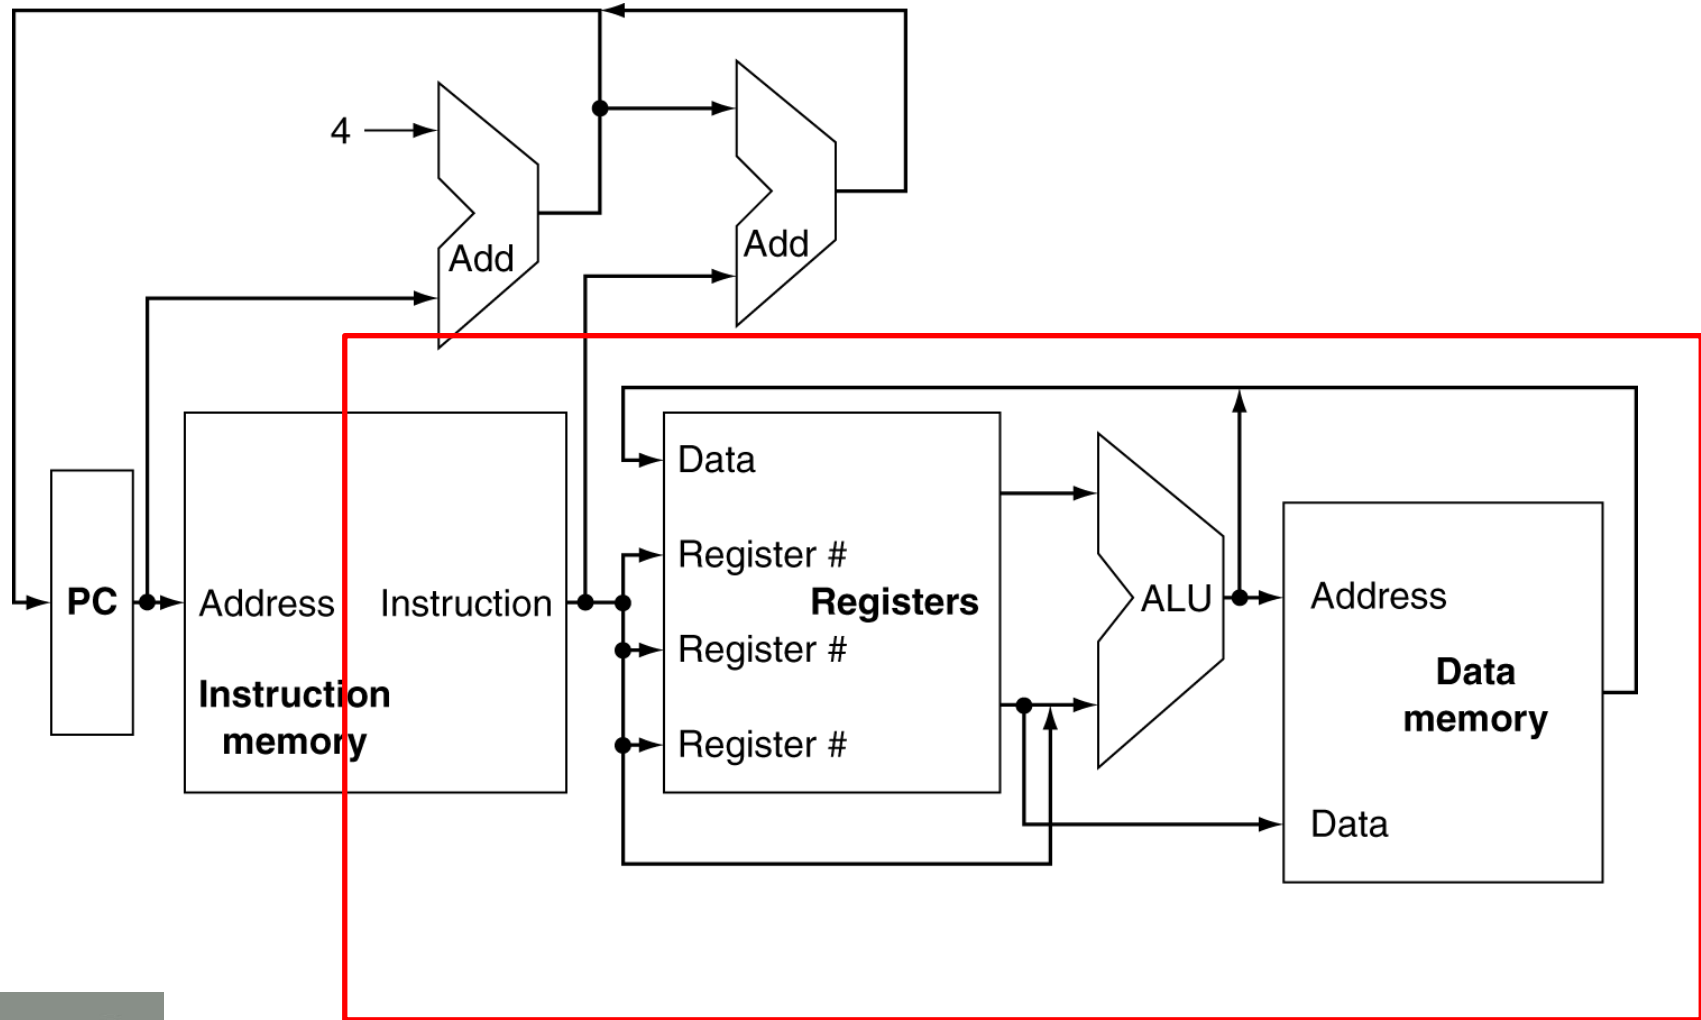 4
Add
Add
Data
Register #
Registers
PC
Address
Instruction
ALU
Address
Register #
Instruction
memory
Data
memory
Register #
Data